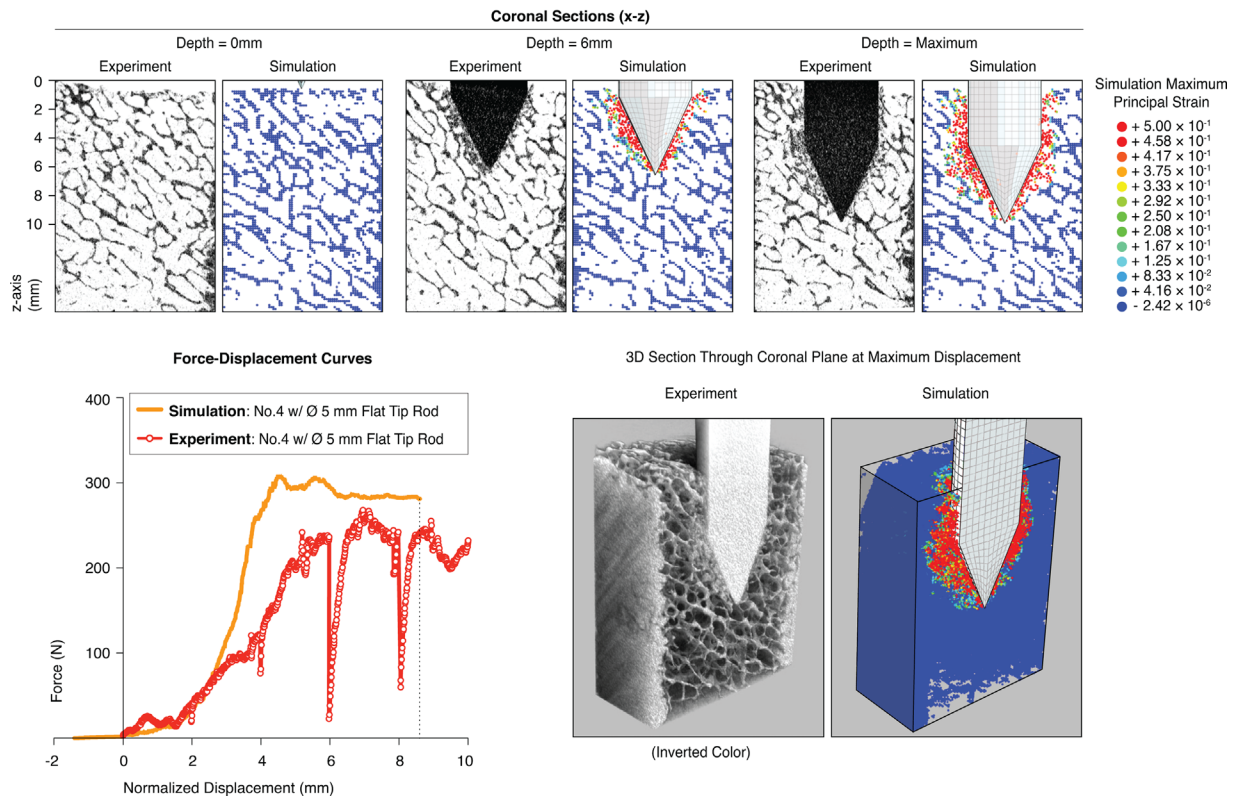 Coronal Sections (x-z)
Depth = 0mm
Depth = 6mm
Depth = Maximum
Experiment
Simulation
Experiment
Simulation
Experiment
Simulation
0
2
4
6
8
10
z-axis
(mm)
Simulation Maximum
Principal Strain
+ 5.00 × 10⁻¹
+ 4.58 × 10⁻¹
+ 4.17 × 10⁻¹
+ 3.75 × 10⁻¹
+ 3.33 × 10⁻¹
+ 2.92 × 10⁻¹
+ 2.50 × 10⁻¹
+ 2.08 × 10⁻¹
+ 1.67 × 10⁻¹
+ 1.25 × 10⁻¹
+ 8.33 × 10⁻²
+ 4.16 × 10⁻²
- 2.42 × 10⁻⁶
Force-Displacement Curves
400
300
200
100
Force (N)
Simulation: No.4 w/ Ø 5 mm Flat Tip Rod
Experiment: No.4 w/ Ø 5 mm Flat Tip Rod
-2
0
2
4
6
8
10
Normalized Displacement (mm)
3D Section Through Coronal Plane at Maximum Displacement
Experiment
Simulation
(Inverted Color)